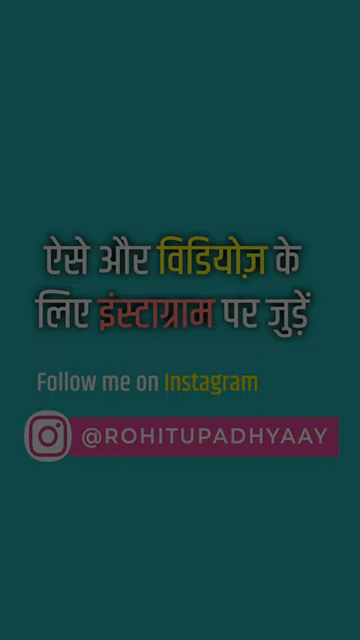 ऐसे और विडियोज़ के
लिए इंस्टाग्राम पर जुड़ें
Follow me on Instagram
@ROHITUPADHYAAY